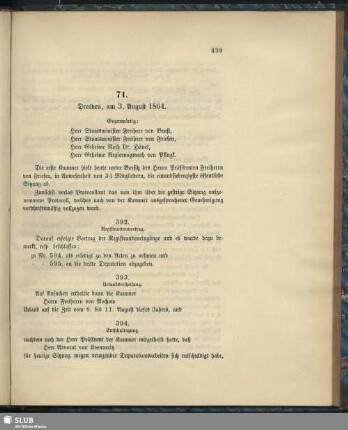 439
71.
Dresden, am 3. August 1864.
Gegenwärtig:
Herr Staatsminister Freiherr von Beust,
Herr Staatsminister Freiherr von Friesen,
Herr Geheime Rath Dr. Hänel,
Herr Geheime Regierungsrath von Pflugk.
Die erste Kammer hielt heute unter Vorsitz des Herrn Präsidenten Freiherrn
von Friesen, in Anwesenheit von 34 Mitgliedern, die einundsiebenzigste öffentliche
Sitzung ab.
Zunächst verlas Protocollant das von ihm über die gestrige Sitzung aufge-
nommene Protocoll, welches nach von der Kammer ausgesprochener Genehmigung
vorschriftmäßig vollzogen ward.
392.
Registrandenvortrag.
Darauf erfolgte Vortrag der Registrandeneingänge und es wurde dazu be-
merkt, resp. beschlossen:
zu Nr. 594, als erledigt zu den Acten zu nehmen und
- - 595, an die dritte Deputation abzugeben.
393.
Urlaubsertheilung.
Auf Ansuchen ertheilte dann die Kammer
Herrn Freiherrn von Rochow
Urlaub auf die Zeit vom 8. bis 11. August dieses Jahres, und
394.
Entschuldigung.
nachdem noch der Herr Präsident der Kammer mitgetheilt hatte, daß
Herr Advocat von Könneritz
für heutige Sitzung wegen dringender Deputationsarbeiten sich entschuldigt habe,
SLUB
Wir führen Wissen.